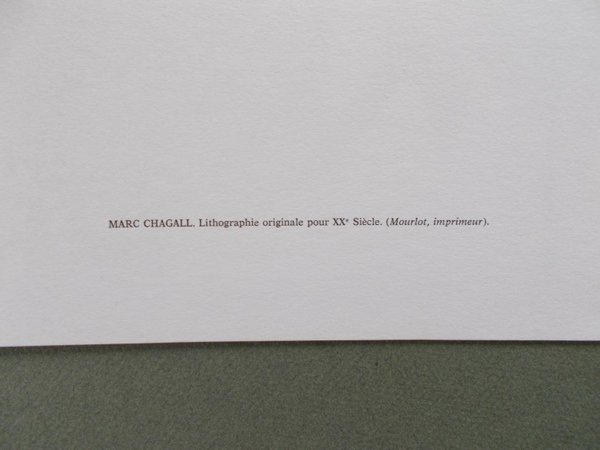 MARC CHAGALL. Lithographie originale pour XXᵉ Siècle. (Mourlot, imprimeur).